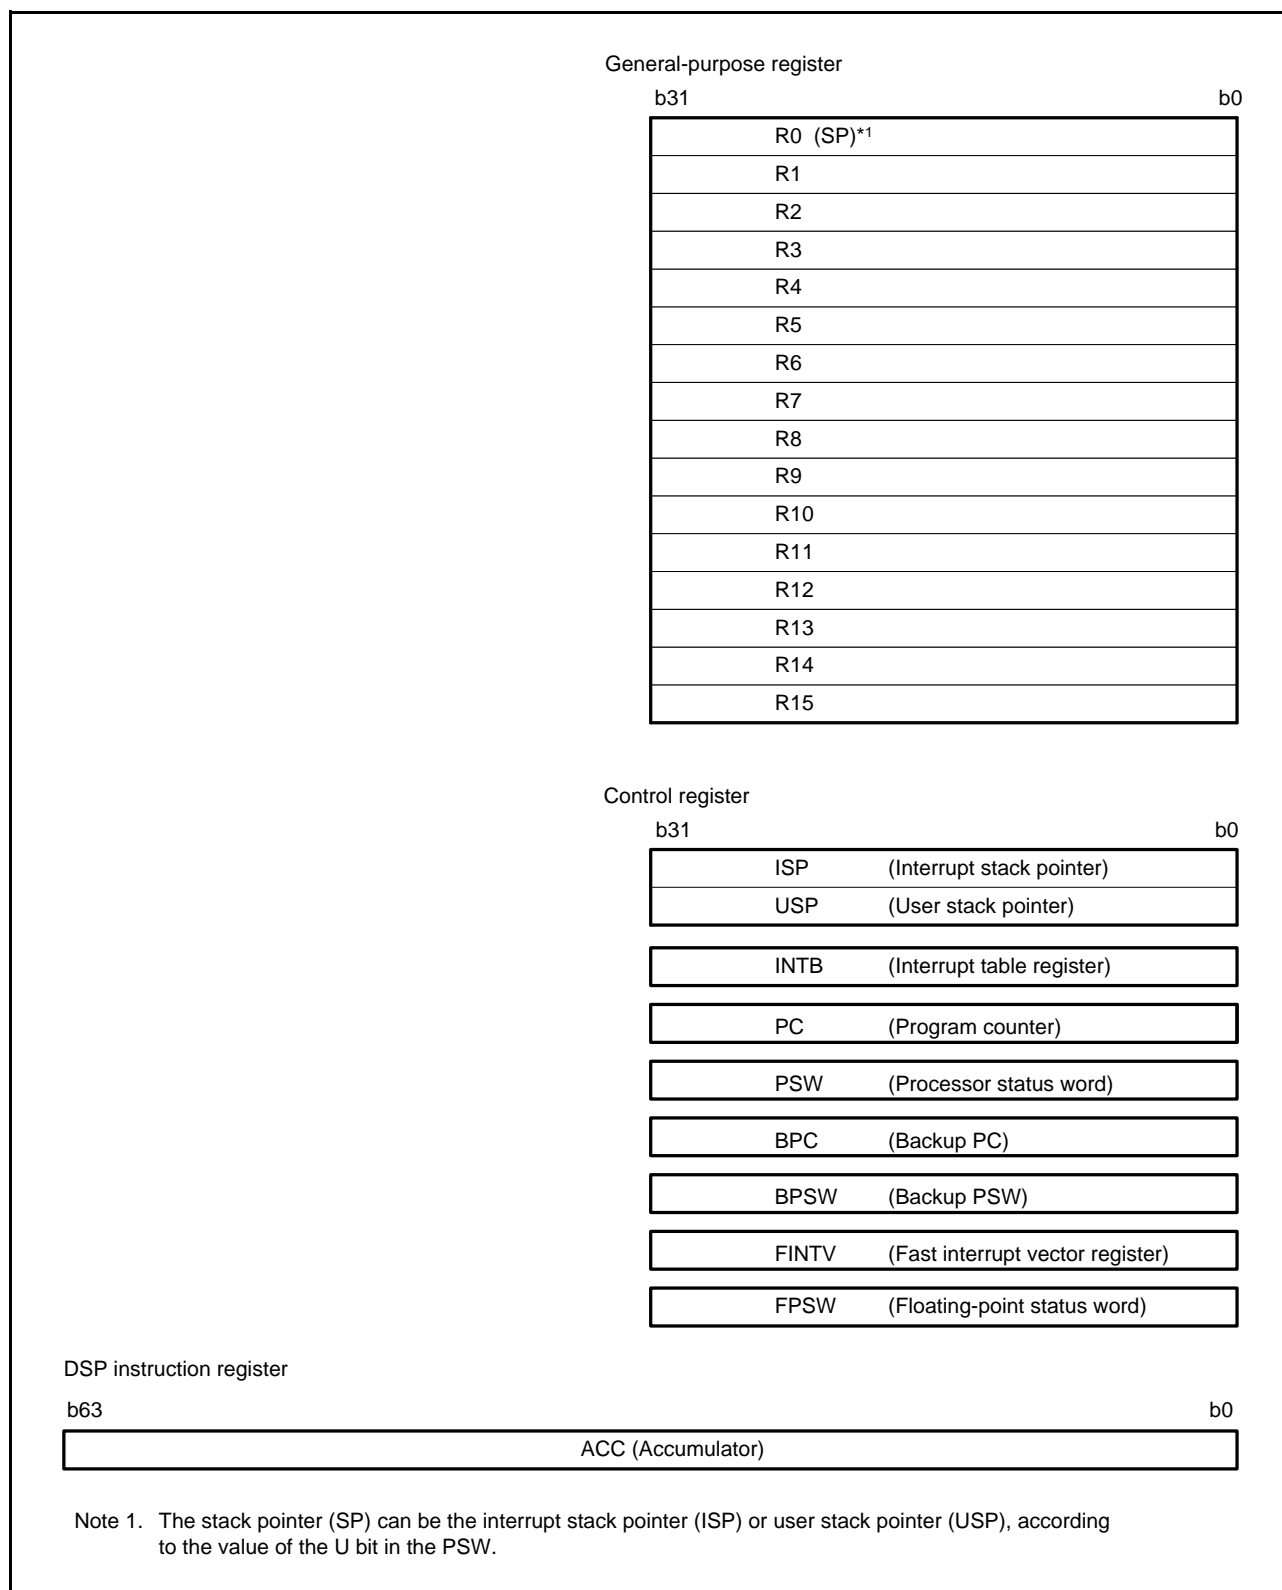 General-purpose register
b31 b0
R0 (SP)*1
R1
R2
R3
R4
R5
R6
R7
R8
R9
R10
R11
R12
R13
R14
R15
Control register
b31 b0
ISP (Interrupt stack pointer)
USP (User stack pointer)
INTB (Interrupt table register)
PC (Program counter)
PSW (Processor status word)
BPC (Backup PC)
BPSW (Backup PSW)
FINTV (Fast interrupt vector register)
FPSW (Floating-point status word)
DSP instruction register
b63 b0
ACC (Accumulator)
Note 1. The stack pointer (SP) can be the interrupt stack pointer (ISP) or user stack pointer (USP), according
to the value of the U bit in the PSW.